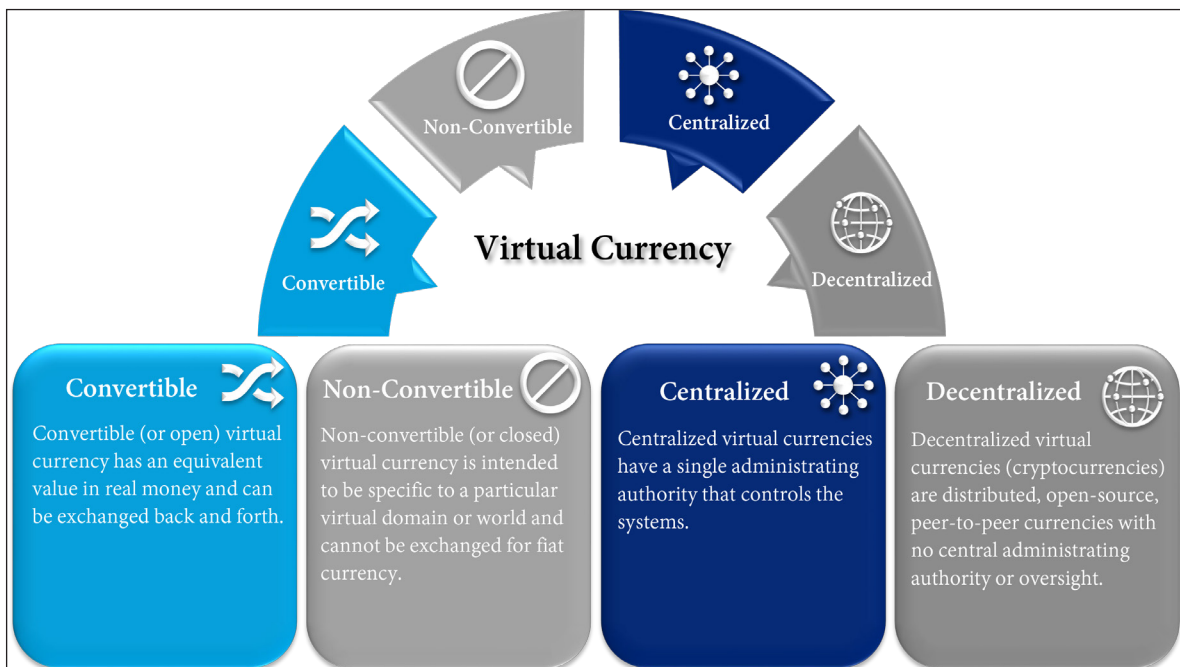 Non-Convertible
Centralized
Convertible
Virtual Currency
Decentralized
Convertible
Convertible (or open) virtual
currency has an equivalent
value in real money and can
be exchanged back and forth.
Non-Convertible
Non-convertible (or closed)
virtual currency is intended
to be specific to a particular
virtual domain or world and
cannot be exchanged for fiat
currency.
Centralized
Centralized virtual currencies
have a single administrating
authority that controls the
systems.
Decentralized
Decentralized virtual
currencies (cryptocurrencies)
are distributed, open-source,
peer-to-peer currencies with
no central administrating
authority or oversight.